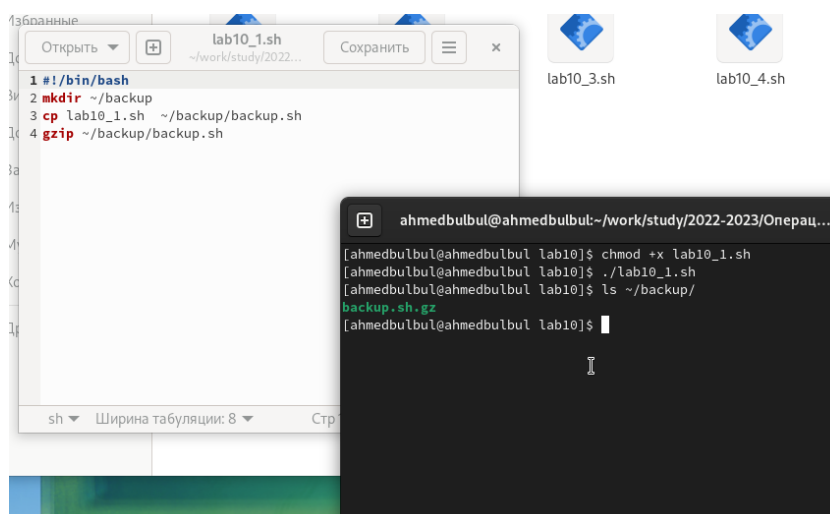 Избранные
Открыть
lab10_1.sh
~/work/study/2022...
Сохранить
1 #!/bin/bash
2 mkdir ~/backup
3 cp lab10_1.sh  ~/backup/backup.sh
4 gzip ~/backup/backup.sh
sh
Ширина табуляции: 8
Стр
lab10_3.sh
lab10_4.sh
ahmedbulbul@ahmedbulbul:~/work/study/2022-2023/Операц...
[ahmedbulbul@ahmedbulbul lab10]$ chmod +x lab10_1.sh
[ahmedbulbul@ahmedbulbul lab10]$ ./lab10_1.sh
[ahmedbulbul@ahmedbulbul lab10]$ ls ~/backup/
backup.sh.gz
[ahmedbulbul@ahmedbulbul lab10]$